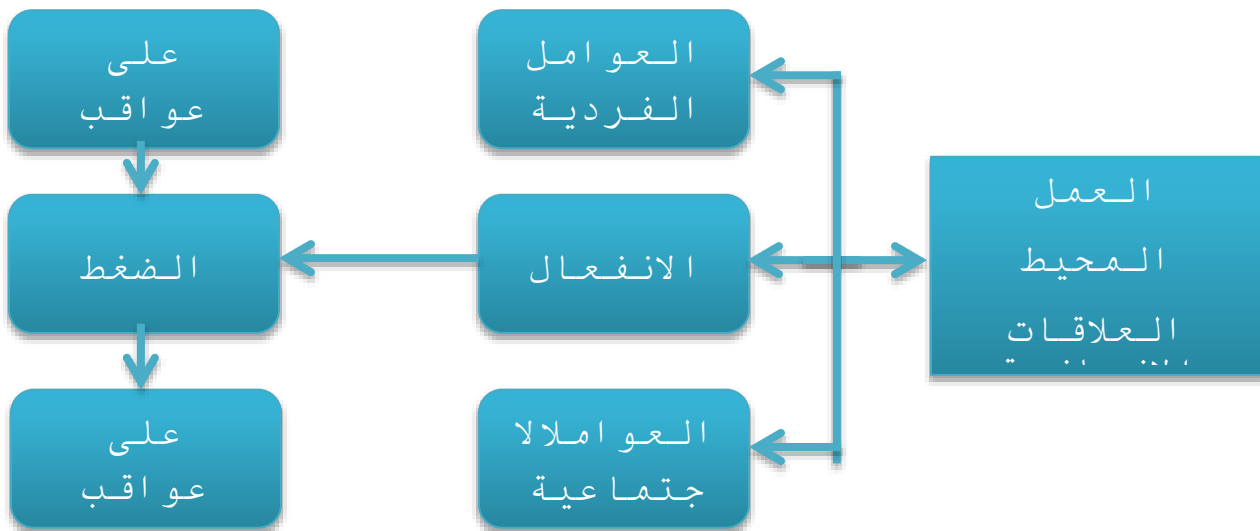 العمل
المحيط
العلاقات
العوامل
الفردية
الانفعال
العواملالا
جتماعية
على
عواقب
الضغط
على
عواقب